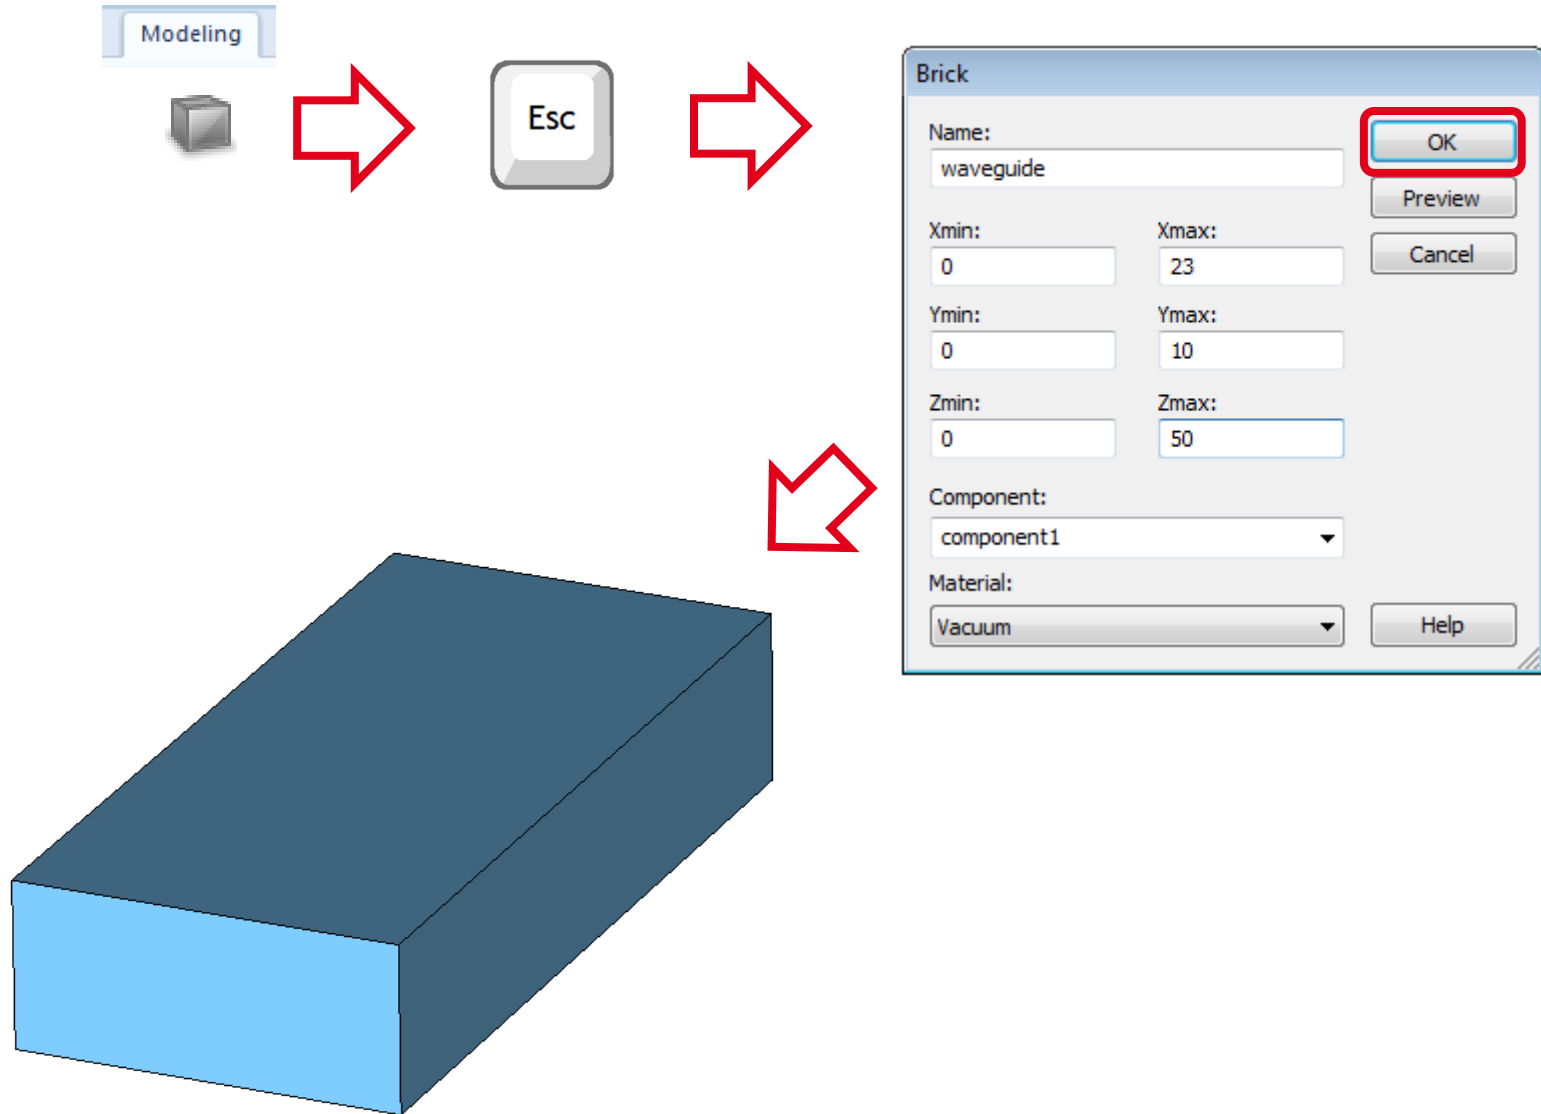 Modeling
Esc
Brick
Name:
OK
waveguide
Preview
Xmin:
Xmax:
Cancel
0
23
Ymin:
Ymax:
0
10
Zmin:
Zmax:
0
50
Component:
component1
Material:
Vacuum
Help